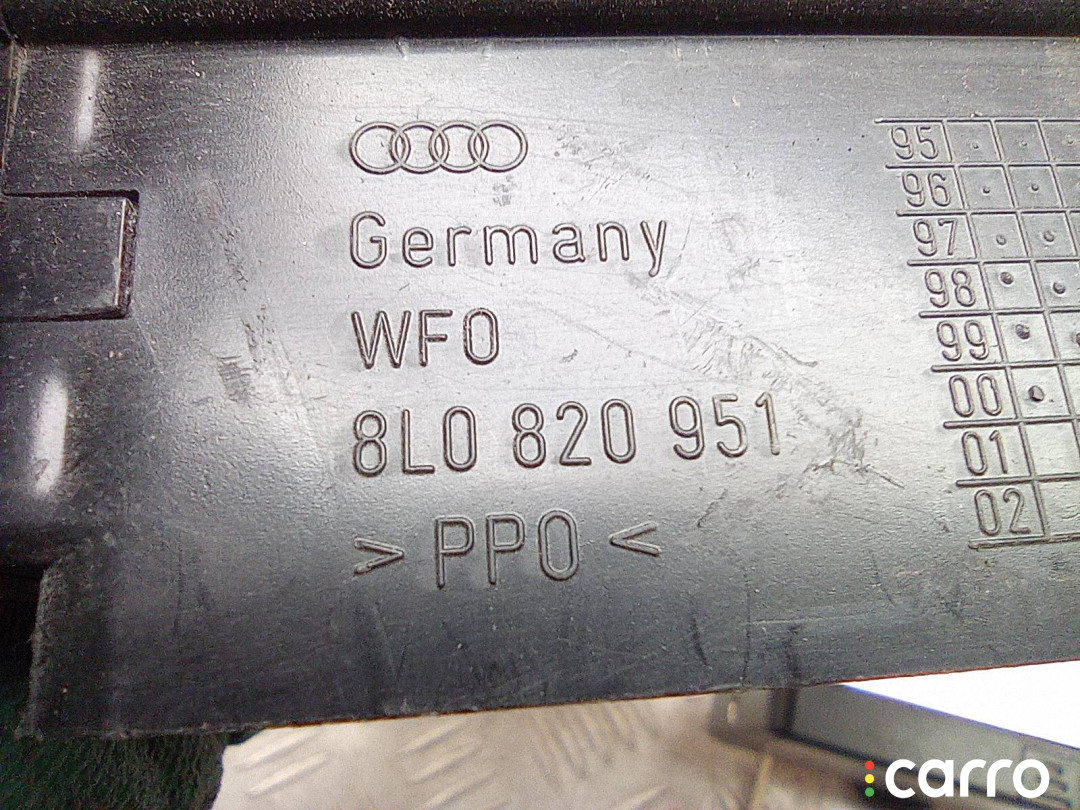 Germany
WFO
8L0 820 951
> PPO <
95
96
97
98
99
00
01
02
carro